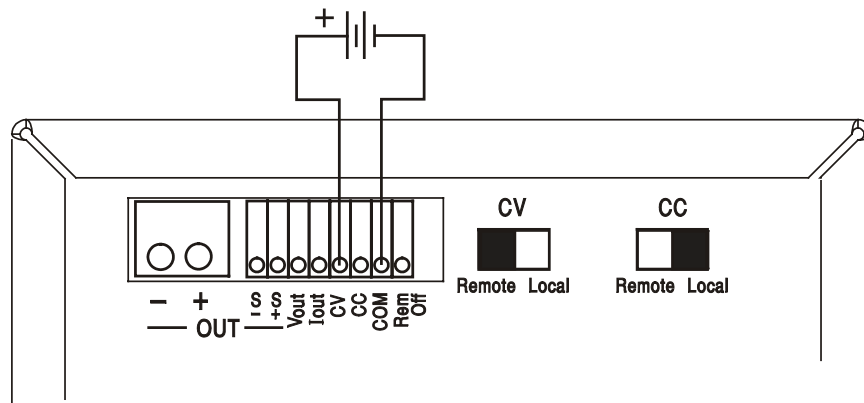 +
CV
CC
Remote Local
Remote Local
- +
OUT
S -
S +
Vout
Iout
CV
CC
COM
Rem Off